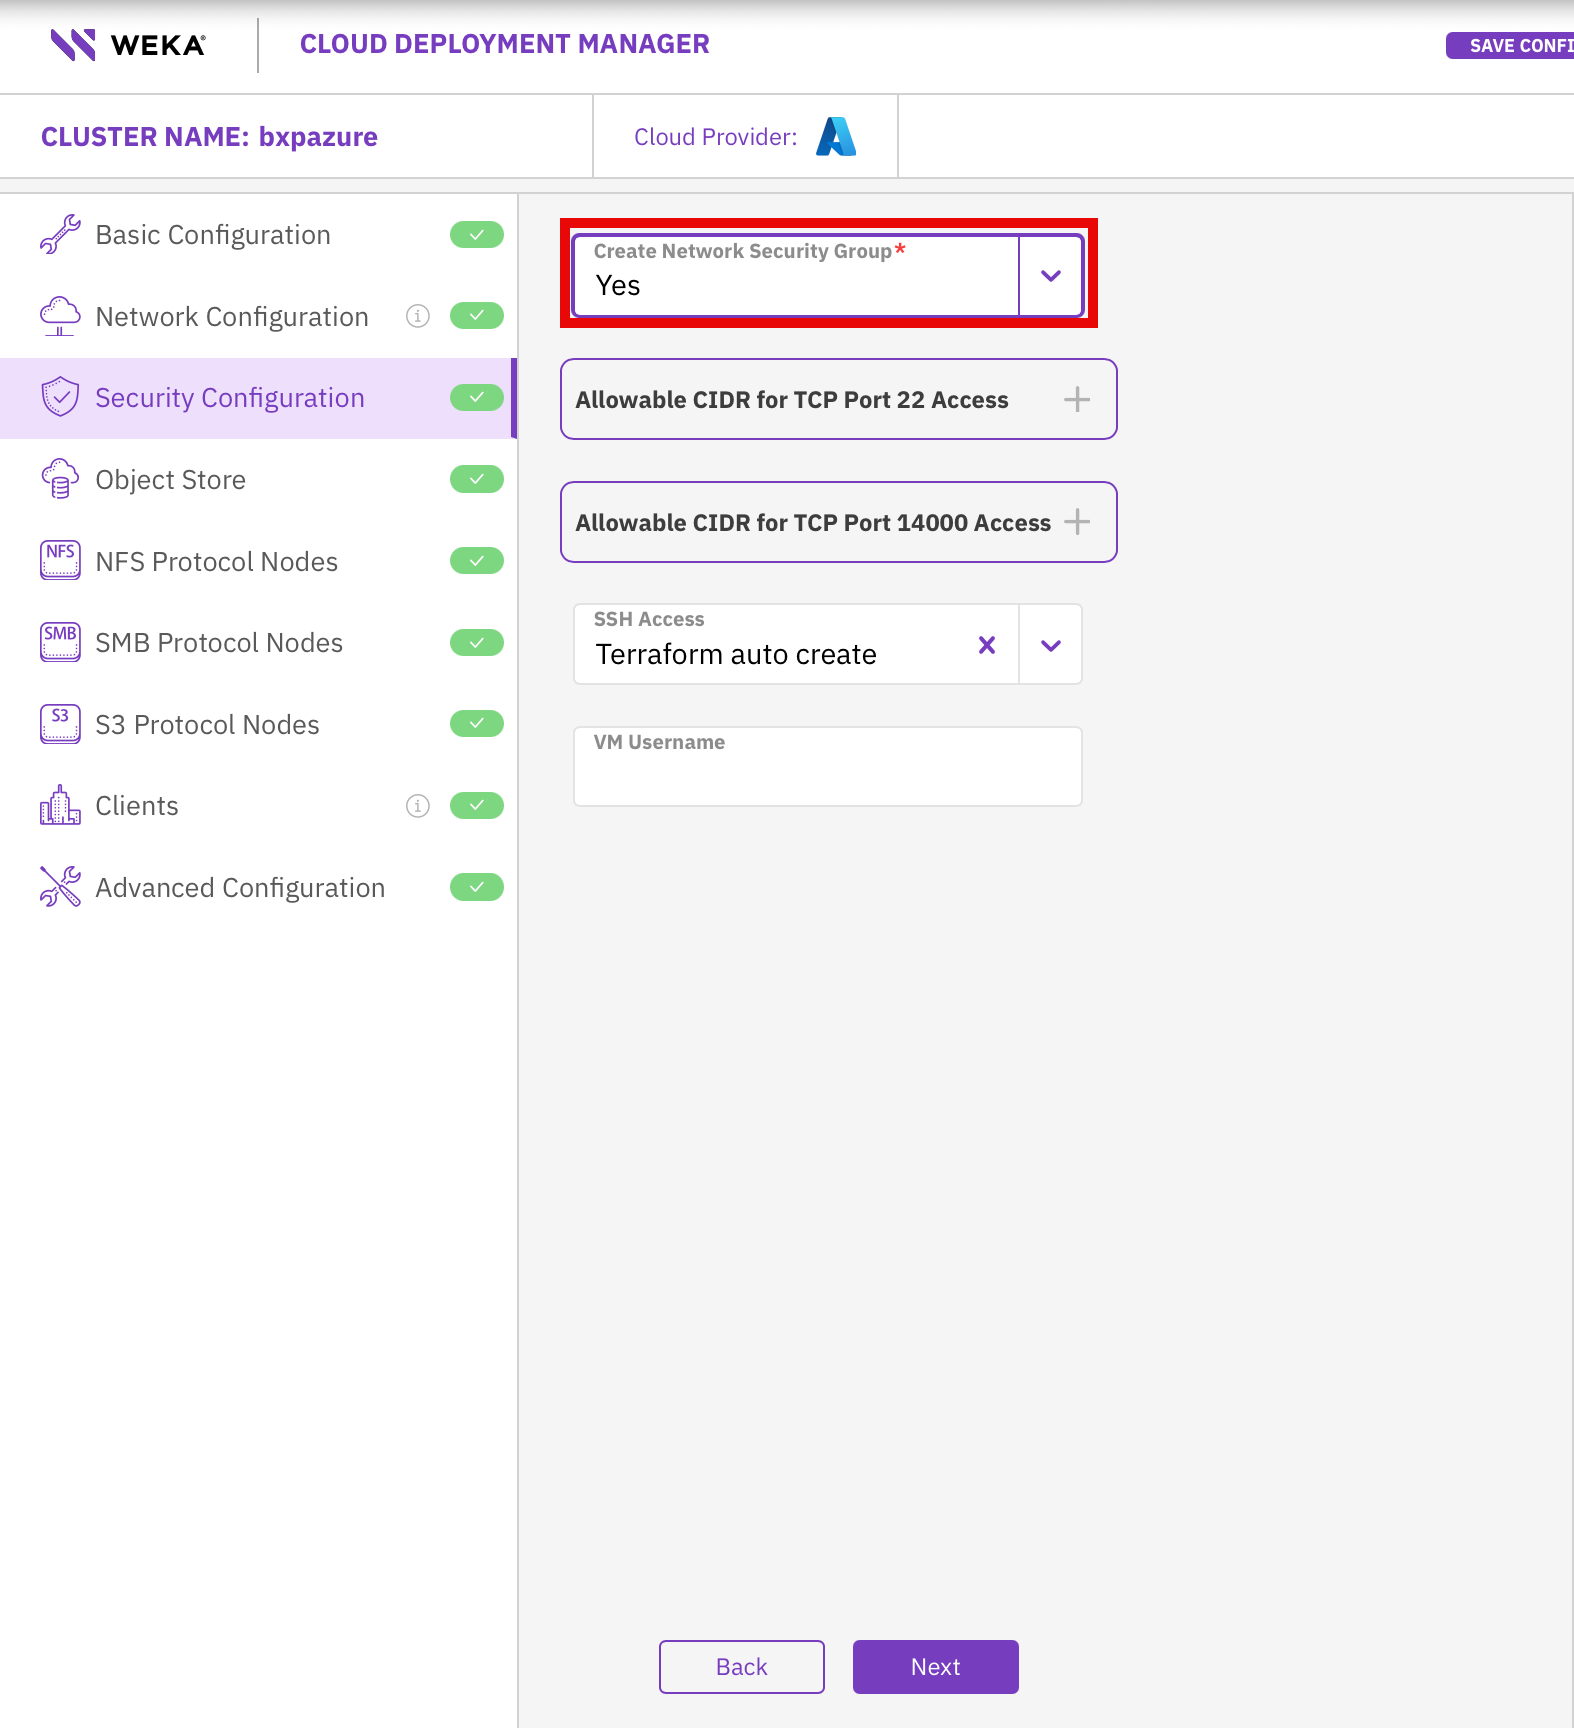 WEKA
CLOUD DEPLOYMENT MANAGER
SAVE CONFI
CLUSTER NAME: bxpazure
Cloud Provider:
Basic Configuration
Network Configuration
Security Configuration
Object Store
NFS
NFS Protocol Nodes
SMB
SMB Protocol Nodes
S3
S3 Protocol Nodes
Clients
Advanced Configuration
Create Network Security Group*
Yes
Allowable CIDR for TCP Port 22 Access
Allowable CIDR for TCP Port 14000 Access
SSH Access
Terraform auto create
VM Username
Back
Next